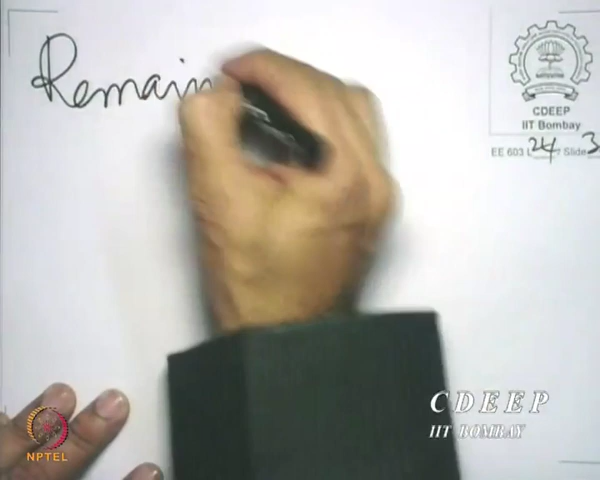 Remain
CDEEP
IIT Bombay
EE 603 L 24 / Slide 3
CDEEP
IIT BOMBAY
NPTEL